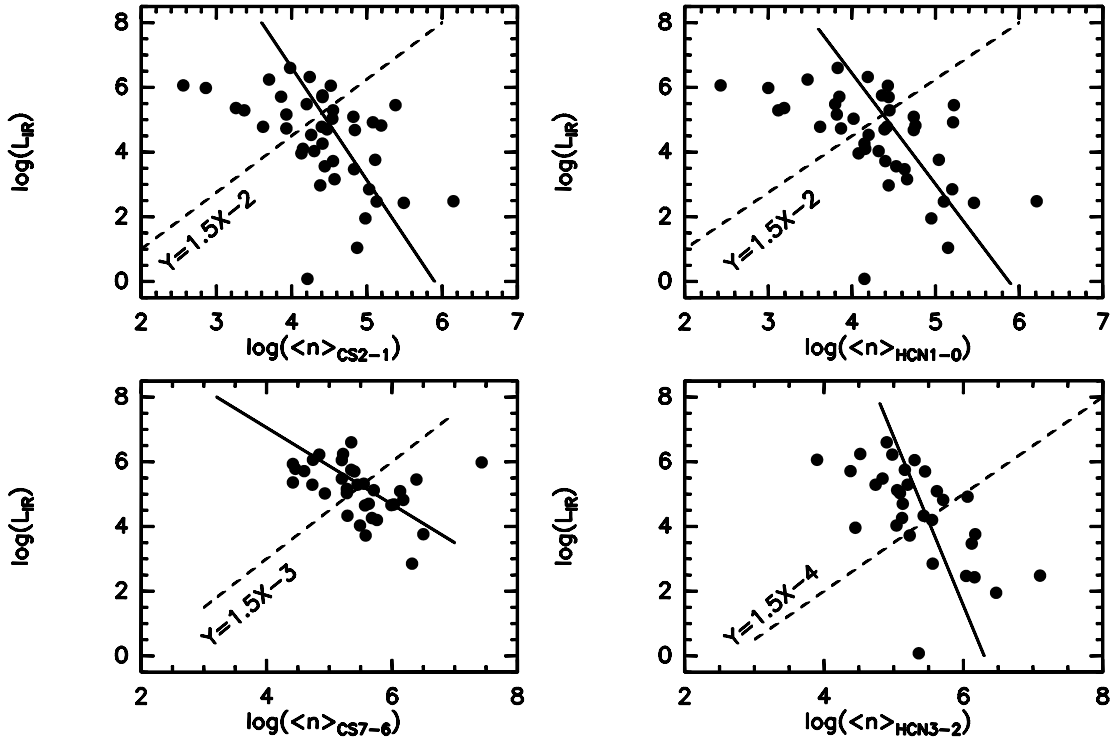 8
6
4
2
0
log(L_IR)
Y=1.5X−2
2 3 4 5 6 7
log(<n>_CS2−1)
8
6
4
2
0
log(L_IR)
Y=1.5X−2
2 3 4 5 6 7
log(<n>_HCN1−0)
8
6
4
2
0
log(L_IR)
Y=1.5X−3
2 4 6 8
log(<n>_CS7−6)
8
6
4
2
0
log(L_IR)
Y=1.5X−4
2 4 6 8
log(<n>_HCN3−2)